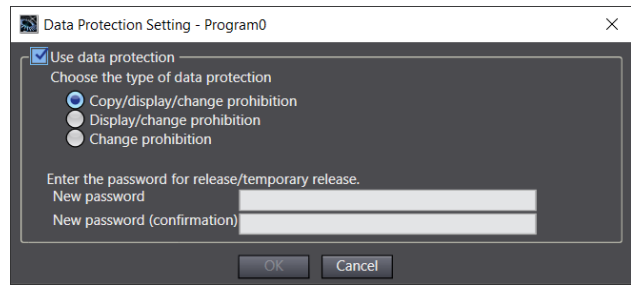 Data Protection Setting - Program0
Use data protection
Choose the type of data protection
Copy/display/change prohibition
Display/change prohibition
Change prohibition
Enter the password for release/temporary release.
New password
New password (confirmation)
OK Cancel